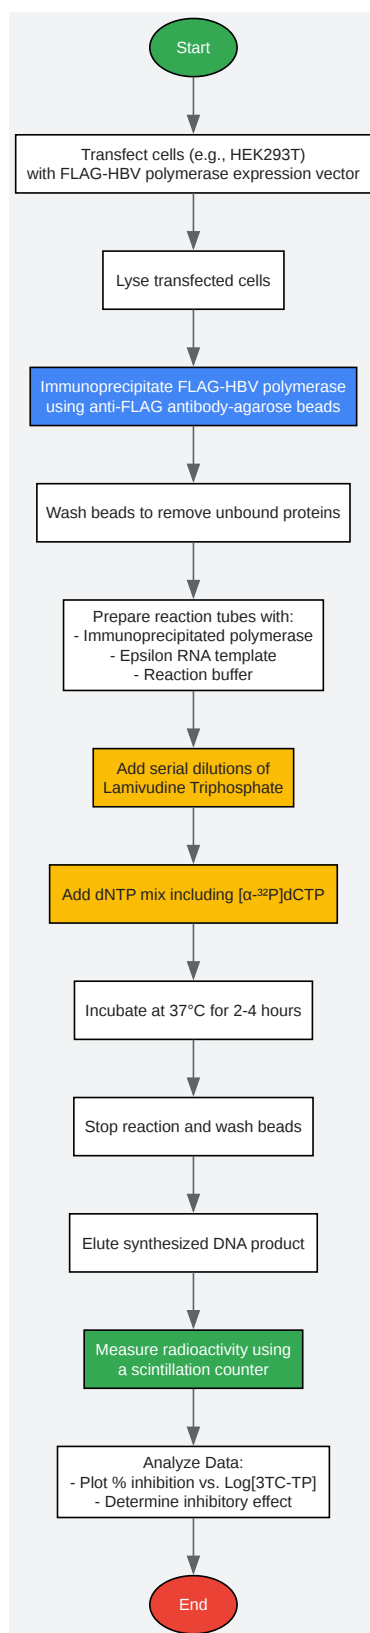 Start
Transfect cells (e.g., HEK293T)
with FLAG-HBV polymerase expression vector
Lyse transfected cells
Immunoprecipitate FLAG-HBV polymerase
using anti-FLAG antibody-agarose beads
Wash beads to remove unbound proteins
Prepare reaction tubes with:
- Immunoprecipitated polymerase
- Epsilon RNA template
- Reaction buffer
Add serial dilutions of
Lamivudine Triphosphate
Add dNTP mix including [α-³²P]dCTP
Incubate at 37°C for 2-4 hours
Stop reaction and wash beads
Elute synthesized DNA product
Measure radioactivity using
a scintillation counter
Analyze Data:
- Plot % inhibition vs. Log[3TC-TP]
- Determine inhibitory effect
End